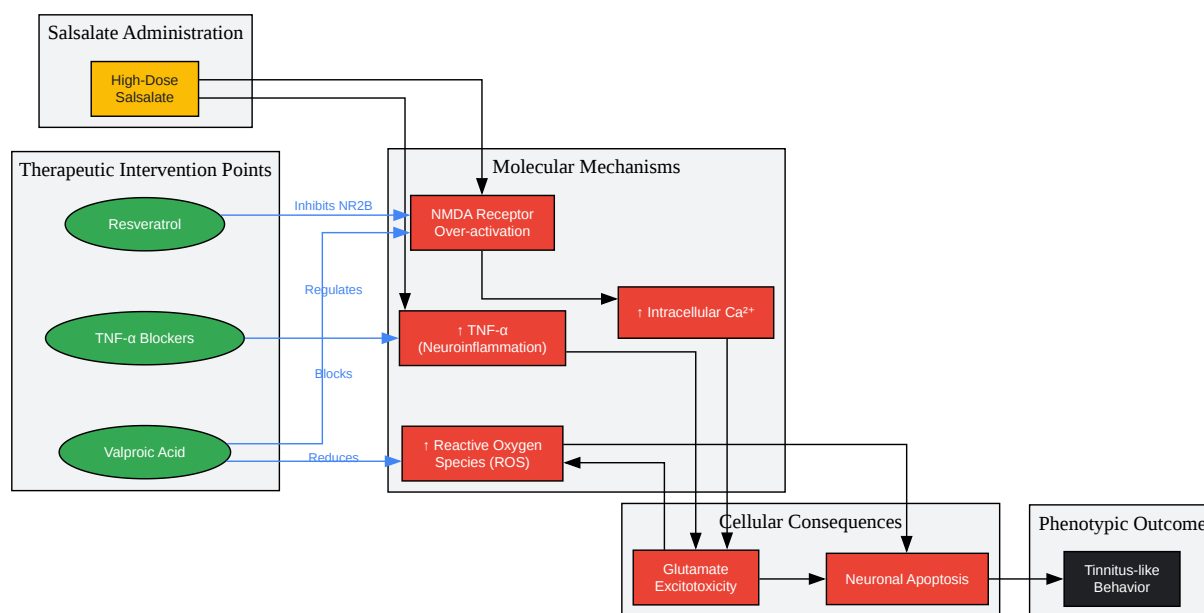 Salsalate Administration
High-Dose
Salsalate
Therapeutic Intervention Points
Resveratrol
TNF-α Blockers
Valproic Acid
Inhibits NR2B
Regulates
Blocks
Reduces
Molecular Mechanisms
NMDA Receptor
Over-activation
↑ Intracellular Ca²⁺
↑ TNF-α
(Neuroinflammation)
↑ Reactive Oxygen
Species (ROS)
Cellular Consequences
Glutamate
Excitotoxicity
Neuronal Apoptosis
Phenotypic Outcome
Tinnitus-like
Behavior